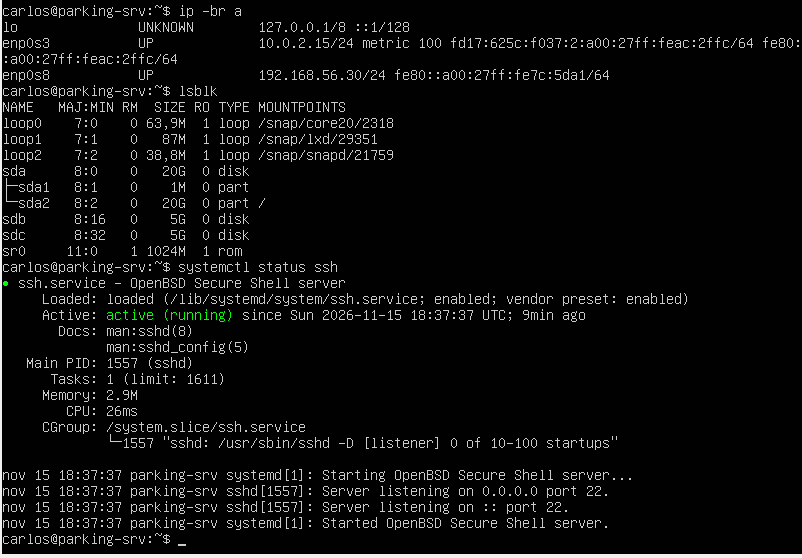 carlos@parking-srv:~$ ip -br a
lo               UNKNOWN        127.0.0.1/8 ::1/128
enp0s3           UP             10.0.2.15/24 metric 100 fd17:625c:f037:2:a00:27ff:feac:2ffc/64 fe80:
:a00:27ff:feac:2ffc/64
enp0s8           UP             192.168.56.30/24 fe80::a00:27ff:fe7c:5da1/64
carlos@parking-srv:~$ lsblk
NAME   MAJ:MIN RM  SIZE RO TYPE MOUNTPOINTS
loop0    7:0    0 63,9M  1 loop /snap/core20/2318
loop1    7:1    0   87M  1 loop /snap/lxd/29351
loop2    7:2    0 38,8M  1 loop /snap/snapd/21759
sda      8:0    0   20G  0 disk
├─sda1   8:1    0    1M  0 part
└─sda2   8:2    0   20G  0 part /
sdb      8:16   0    5G  0 disk
sdc      8:32   0    5G  0 disk
sr0     11:0    1 1024M  1 rom
carlos@parking-srv:~$ systemctl status ssh
● ssh.service - OpenBSD Secure Shell server
     Loaded: loaded (/lib/systemd/system/ssh.service; enabled; vendor preset: enabled)
     Active: active (running) since Sun 2026-11-15 18:37:37 UTC; 9min ago
       Docs: man:sshd(8)
             man:sshd_config(5)
   Main PID: 1557 (sshd)
      Tasks: 1 (limit: 1611)
     Memory: 2.9M
        CPU: 26ms
     CGroup: /system.slice/ssh.service
             └─1557 "sshd: /usr/sbin/sshd -D [listener] 0 of 10-100 startups"

nov 15 18:37:37 parking-srv systemd[1]: Starting OpenBSD Secure Shell server...
nov 15 18:37:37 parking-srv sshd[1557]: Server listening on 0.0.0.0 port 22.
nov 15 18:37:37 parking-srv sshd[1557]: Server listening on :: port 22.
nov 15 18:37:37 parking-srv systemd[1]: Started OpenBSD Secure Shell server.
carlos@parking-srv:~$ _